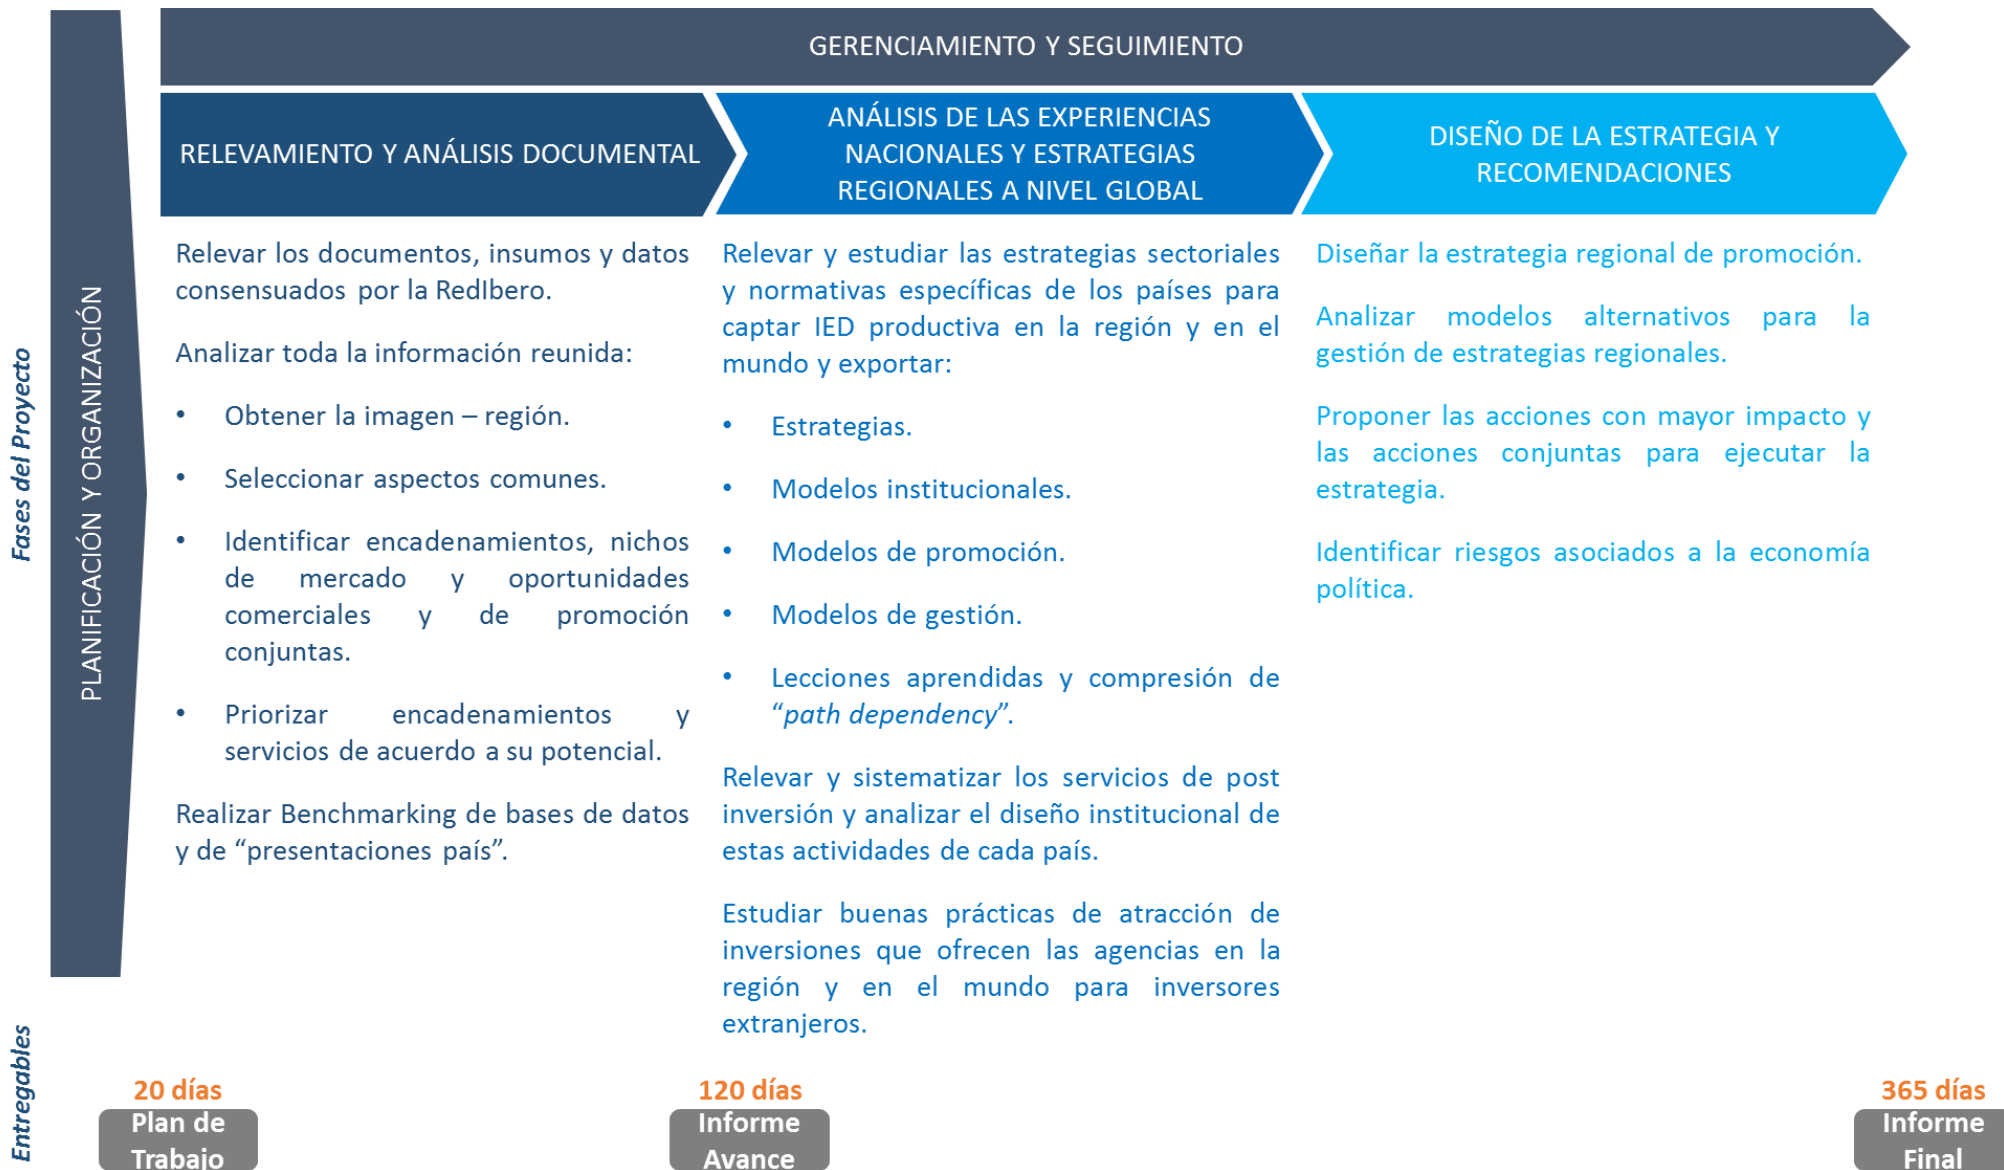 GERENCIAMIENTO Y SEGUIMIENTO
Fases del Proyecto
PLANIFICACIÓN Y ORGANIZACIÓN
RELEVAMIENTO Y ANÁLISIS DOCUMENTAL
Relevar los documentos, insumos y datos
consensuados por la RedIbero.
Analizar toda la información reunida:
• Obtener la imagen – región.
• Seleccionar aspectos comunes.
• Identificar encadenamientos, nichos
de mercado y oportunidades
comerciales y de promoción
conjuntas.
• Priorizar encadenamientos y
servicios de acuerdo a su potencial.
Realizar Benchmarking de bases de datos
y de “presentaciones país”.
ANÁLISIS DE LAS EXPERIENCIAS
NACIONALES Y ESTRATEGIAS
REGIONALES A NIVEL GLOBAL
Relevar y estudiar las estrategias sectoriales
y normativas específicas de los países para
captar IED productiva en la región y en el
mundo y exportar:
• Estrategias.
• Modelos institucionales.
• Modelos de promoción.
• Modelos de gestión.
• Lecciones aprendidas y compresión de
“path dependency”.
Relevar y sistematizar los servicios de post
inversión y analizar el diseño institucional de
estas actividades de cada país.
Estudiar buenas prácticas de atracción de
inversiones que ofrecen las agencias en la
región y en el mundo para inversores
extranjeros.
DISEÑO DE LA ESTRATEGIA Y
RECOMENDACIONES
Diseñar la estrategia regional de promoción.
Analizar modelos alternativos para la
gestión de estrategias regionales.
Proponer las acciones con mayor impacto y
las acciones conjuntas para ejecutar la
estrategia.
Identificar riesgos asociados a la economía
política.
Entregables
20 días
Plan de
Trabajo
120 días
Informe
Avance
365 días
Informe
Final